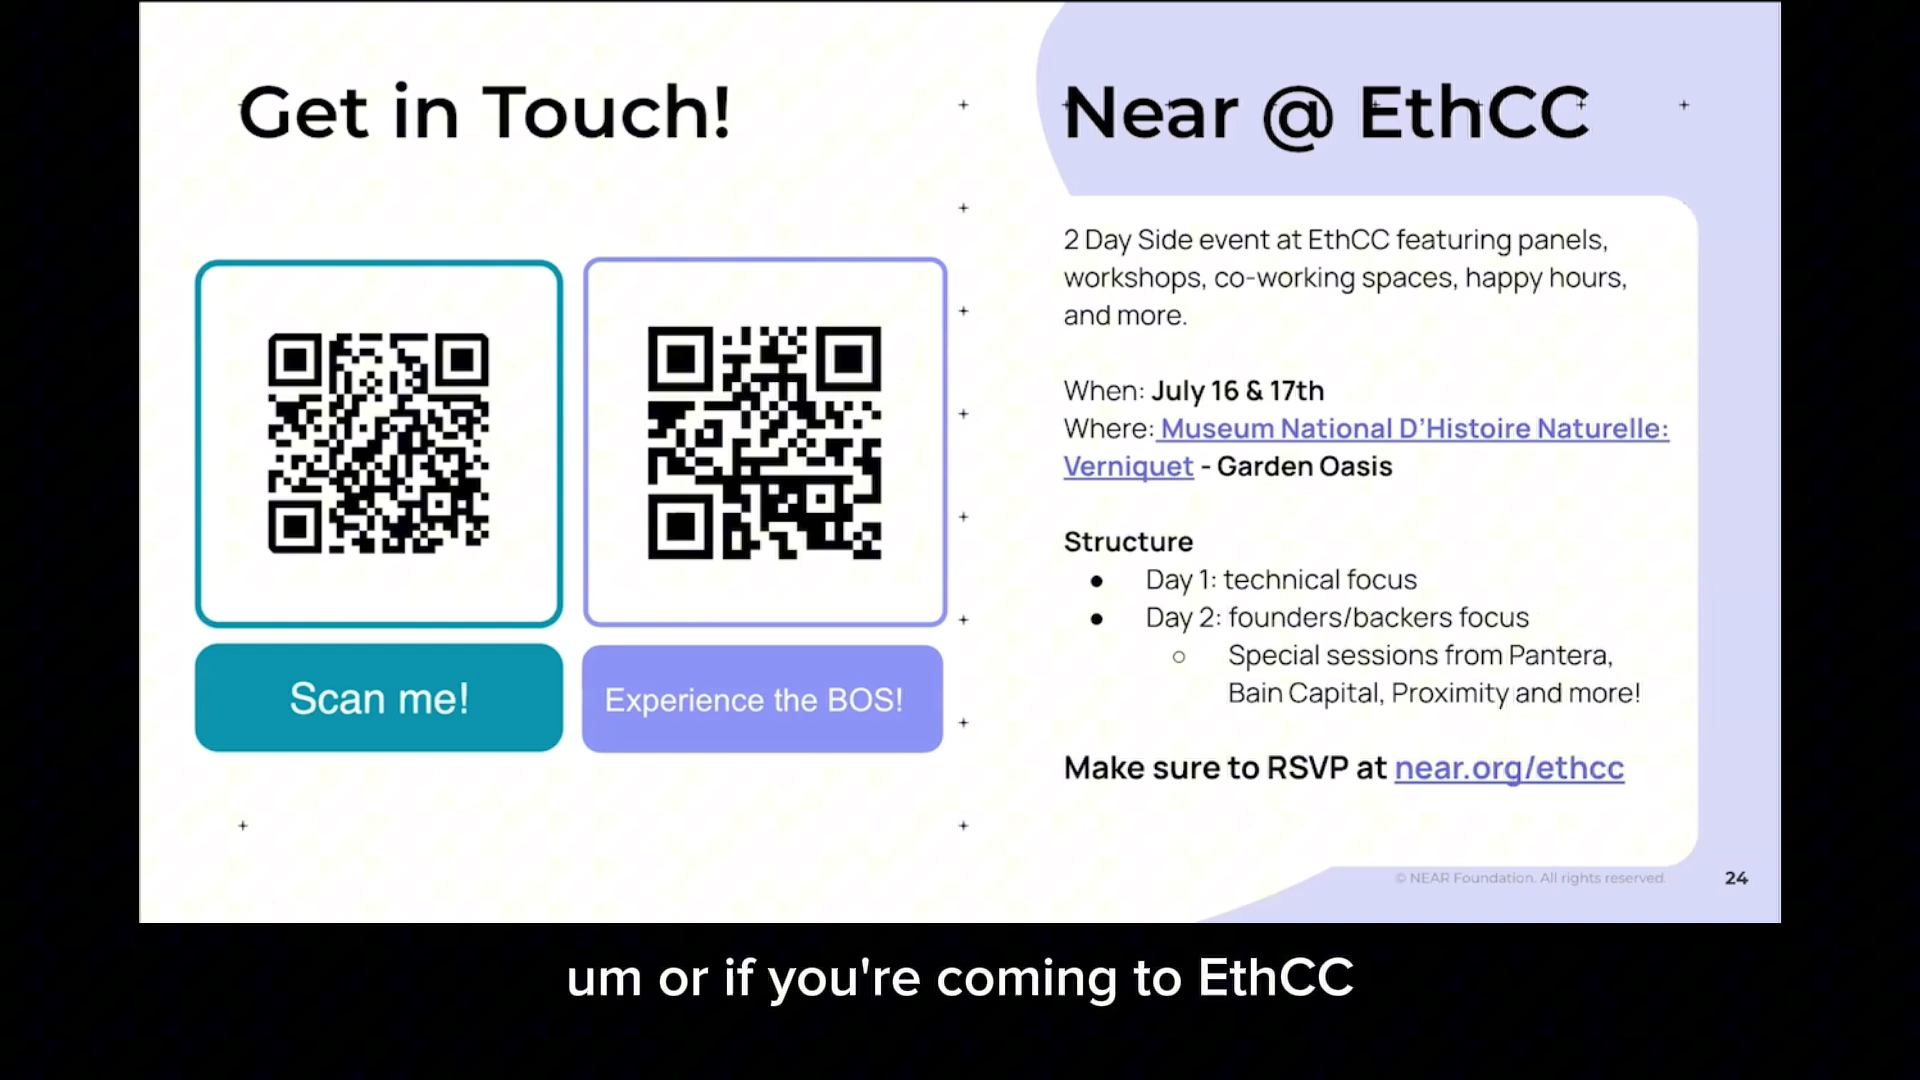 Get in Touch!
Scan me!
Experience the BOS!
Near @ EthCC
2 Day Side event at EthCC featuring panels,
workshops, co-working spaces, happy hours,
and more.
When: July 16 & 17th
Where: Museum National D’Histoire Naturelle:
Verniquet - Garden Oasis
Structure
● Day 1: technical focus
● Day 2: founders/backers focus
○ Special sessions from Pantera,
Bain Capital, Proximity and more!
Make sure to RSVP at near.org/ethcc
© NEAR Foundation. All rights reserved.
24
um or if you're coming to EthCC